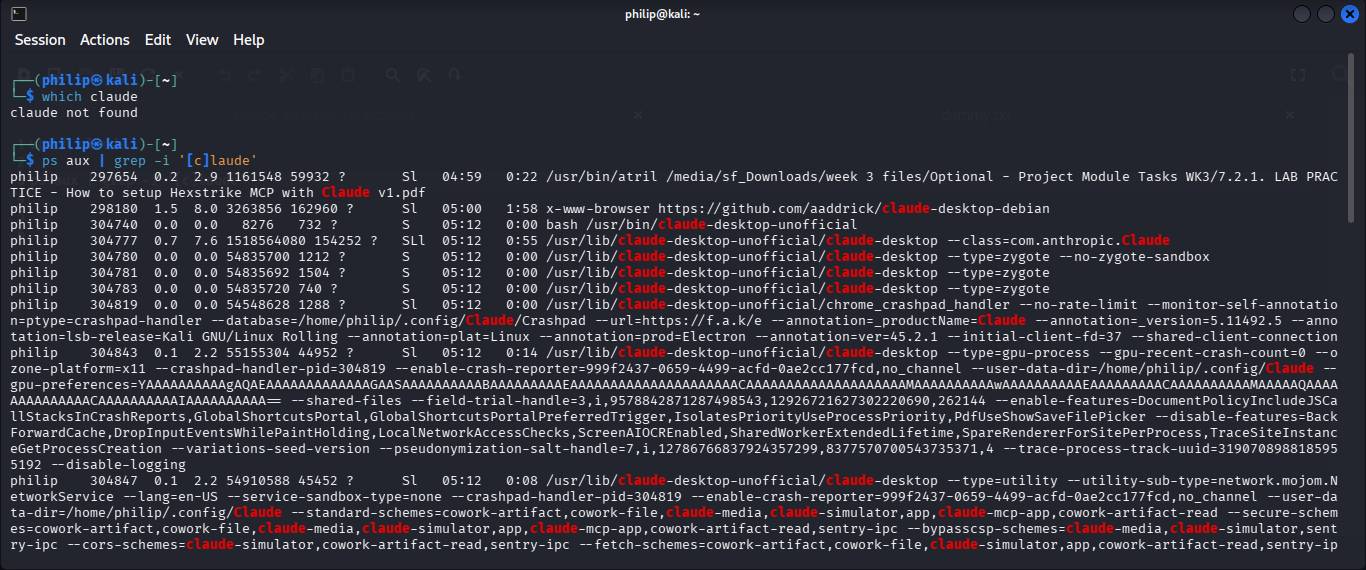 philip@kali: ~
Session Actions Edit View Help
┌──(philip㉿kali)-[~]
└─$ which claude
claude not found
┌──(philip㉿kali)-[~]
└─$ ps aux | grep -i '[c]laude'
philip 297654 0.2 2.9 1161548 59932 ? Sl 04:59 0:22 /usr/bin/atril /media/sf_Downloads/week 3 files/Optional - Project Module Tasks WK3/7.2.1. LAB PRAC
TICE - How to setup Hexstrike MCP with Claude v1.pdf
philip 298180 1.5 8.0 3263856 162960 ? Sl 05:00 1:58 x-www-browser https://github.com/aaddrick/claude-desktop-debian
philip 304740 0.0 0.0 8276 732 ? S 05:12 0:00 bash /usr/bin/claude-desktop-unofficial
philip 304777 0.7 7.6 1518564080 154252 ? SLl 05:12 0:55 /usr/lib/claude-desktop-unofficial/claude-desktop --class=com.anthropic.Claude
philip 304780 0.0 0.0 54835700 1212 ? S 05:12 0:00 /usr/lib/claude-desktop-unofficial/claude-desktop --type=zygote --no-zygote-sandbox
philip 304781 0.0 0.0 54835692 1504 ? S 05:12 0:00 /usr/lib/claude-desktop-unofficial/claude-desktop --type=zygote
philip 304783 0.0 0.0 54835720 740 ? S 05:12 0:00 /usr/lib/claude-desktop-unofficial/claude-desktop --type=zygote
philip 304819 0.0 0.0 54548628 1288 ? Sl 05:12 0:00 /usr/lib/claude-desktop-unofficial/chrome_crashpad_handler --no-rate-limit --monitor-self-annotatio
n=ptype=crashpad-handler --database=/home/philip/.config/Claude/Crashpad --url=https://f.a.k/e --annotation=_productName=Claude --annotation=_version=5.11492.5 --anno
tation=lsb-release=Kali GNU/Linux Rolling --annotation=plat=Linux --annotation=prod=Electron --annotation=ver=45.2.1 --initial-client-fd=37 --shared-client-connection
philip 304843 0.1 2.2 55155304 44952 ? Sl 05:12 0:14 /usr/lib/claude-desktop-unofficial/claude-desktop --type=gpu-process --gpu-recent-crash-count=0 --o
zone-platform=x11 --crashpad-handler-pid=304819 --enable-crash-reporter=999f2437-0659-4499-acfd-0ae2cc177fcd,no_channel --user-data-dir=/home/philip/.config/Claude --
--shared-files --field-trial-handle=3,i,9578842871287498543,12926721627302220690,262144 --enable-features=DocumentPolicyIncludeJSCa
llStacksInCrashReports,GlobalShortcutsPortal,GlobalShortcutsPortalPreferredTrigger,IsolatesPriorityUseProcessPriority,PdfUseShowSaveFilePicker --disable-features=Back
ForwardCache,DropInputEventsWhilePaintHolding,LocalNetworkAccessChecks,ScreenAIOCREnabled,SharedWorkerExtendedLifetime,SpareRendererForSitePerProcess,TraceSiteInstanc
eGetProcessCreation --variations-seed-version --pseudonymization-salt-handle=7,i,12786766837924357299,8377570700543735371,4 --trace-process-track-uuid=319070898818595
5192 --disable-logging
philip 304847 0.1 2.2 54910588 45452 ? Sl 05:12 0:08 /usr/lib/claude-desktop-unofficial/claude-desktop --type=utility --utility-sub-type=network.mojom.N
etworkService --lang=en-US --service-sandbox-type=none --crashpad-handler-pid=304819 --enable-crash-reporter=999f2437-0659-4499-acfd-0ae2cc177fcd,no_channel --user-da
ta-dir=/home/philip/.config/Claude --standard-schemes=cowork-artifact,cowork-file,claude-media,claude-simulator,app,claude-mcp-app,cowork-artifact-read --secure-schem
es=cowork-artifact,cowork-file,claude-media,claude-simulator,app,claude-mcp-app,cowork-artifact-read,sentry-ipc --bypasscsp-schemes=claude-media,claude-simulator,sent
ry-ipc --cors-schemes=claude-simulator,cowork-artifact-read,sentry-ipc --fetch-schemes=cowork-artifact,cowork-file,claude-simulator,app,cowork-artifact-read,sentry-ip